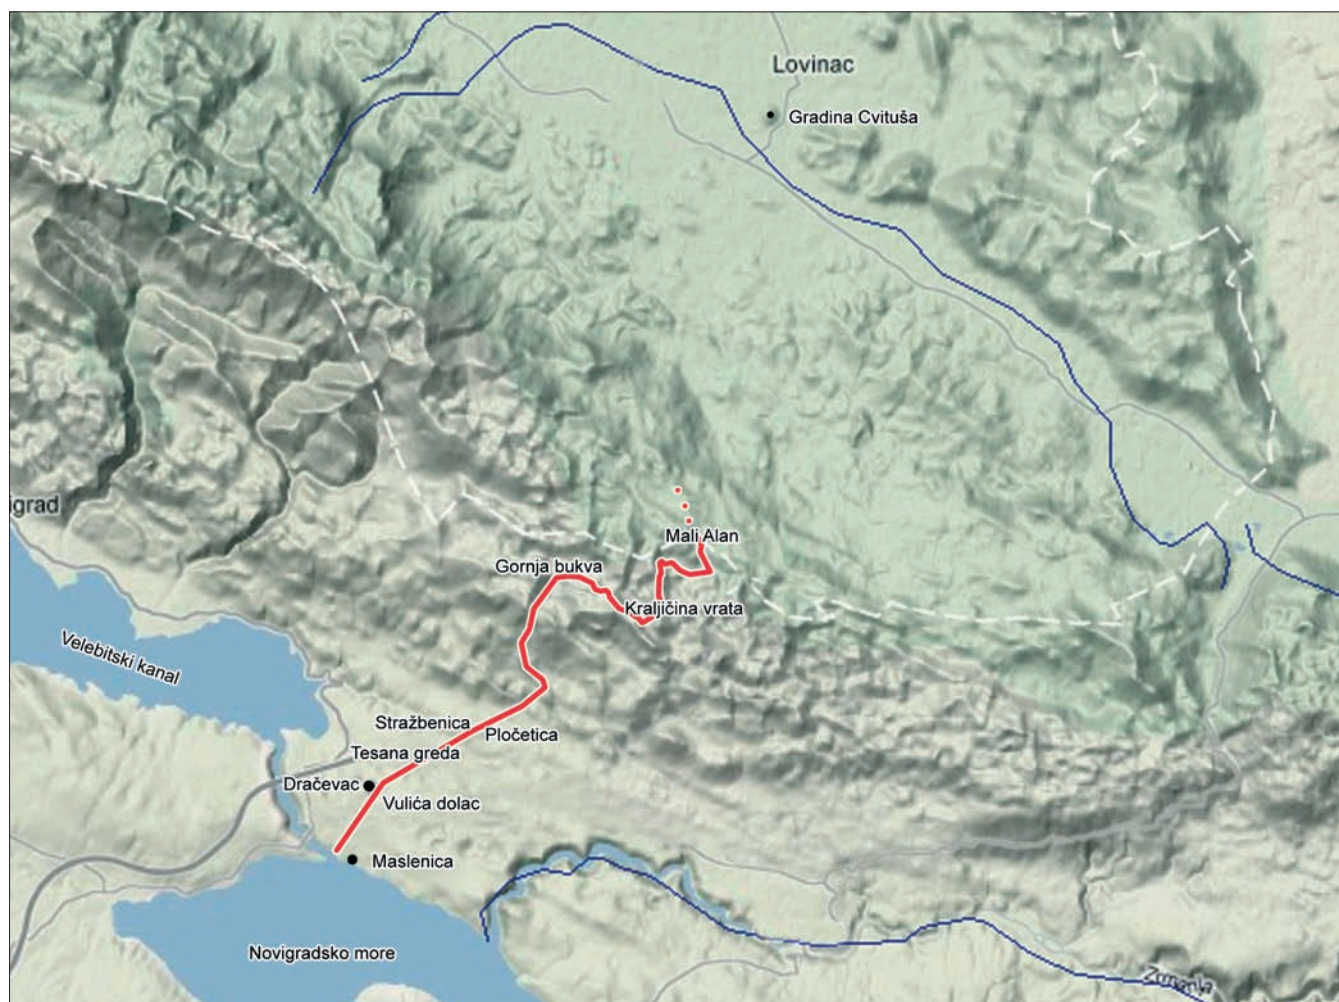 Lovinac
Gradina Cvituša
igrad
Mali Alan
Gornja bukva
Kraljičina vrata
Velebitski kanal
Stražbenica
Pločetica
Tesana greda
Dračevac
Vulića dolac
Maslenica
Novigradsko more
Zrmanja